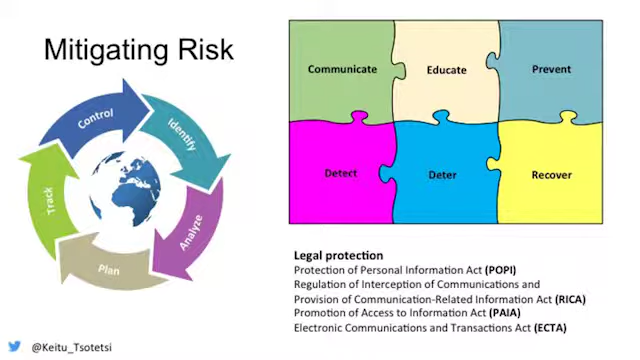 Mitigating Risk
Control
Identify
Analyze
Plan
Track
Communicate
Educate
Prevent
Detect
Deter
Recover
Legal protection
Protection of Personal Information Act (POPI)
Regulation of Interception of Communications and
Provision of Communication-Related Information Act (RICA)
Promotion of Access to Information Act (PAIA)
Electronic Communications and Transactions Act (ECTA)
@Keitu_Tsotetsi